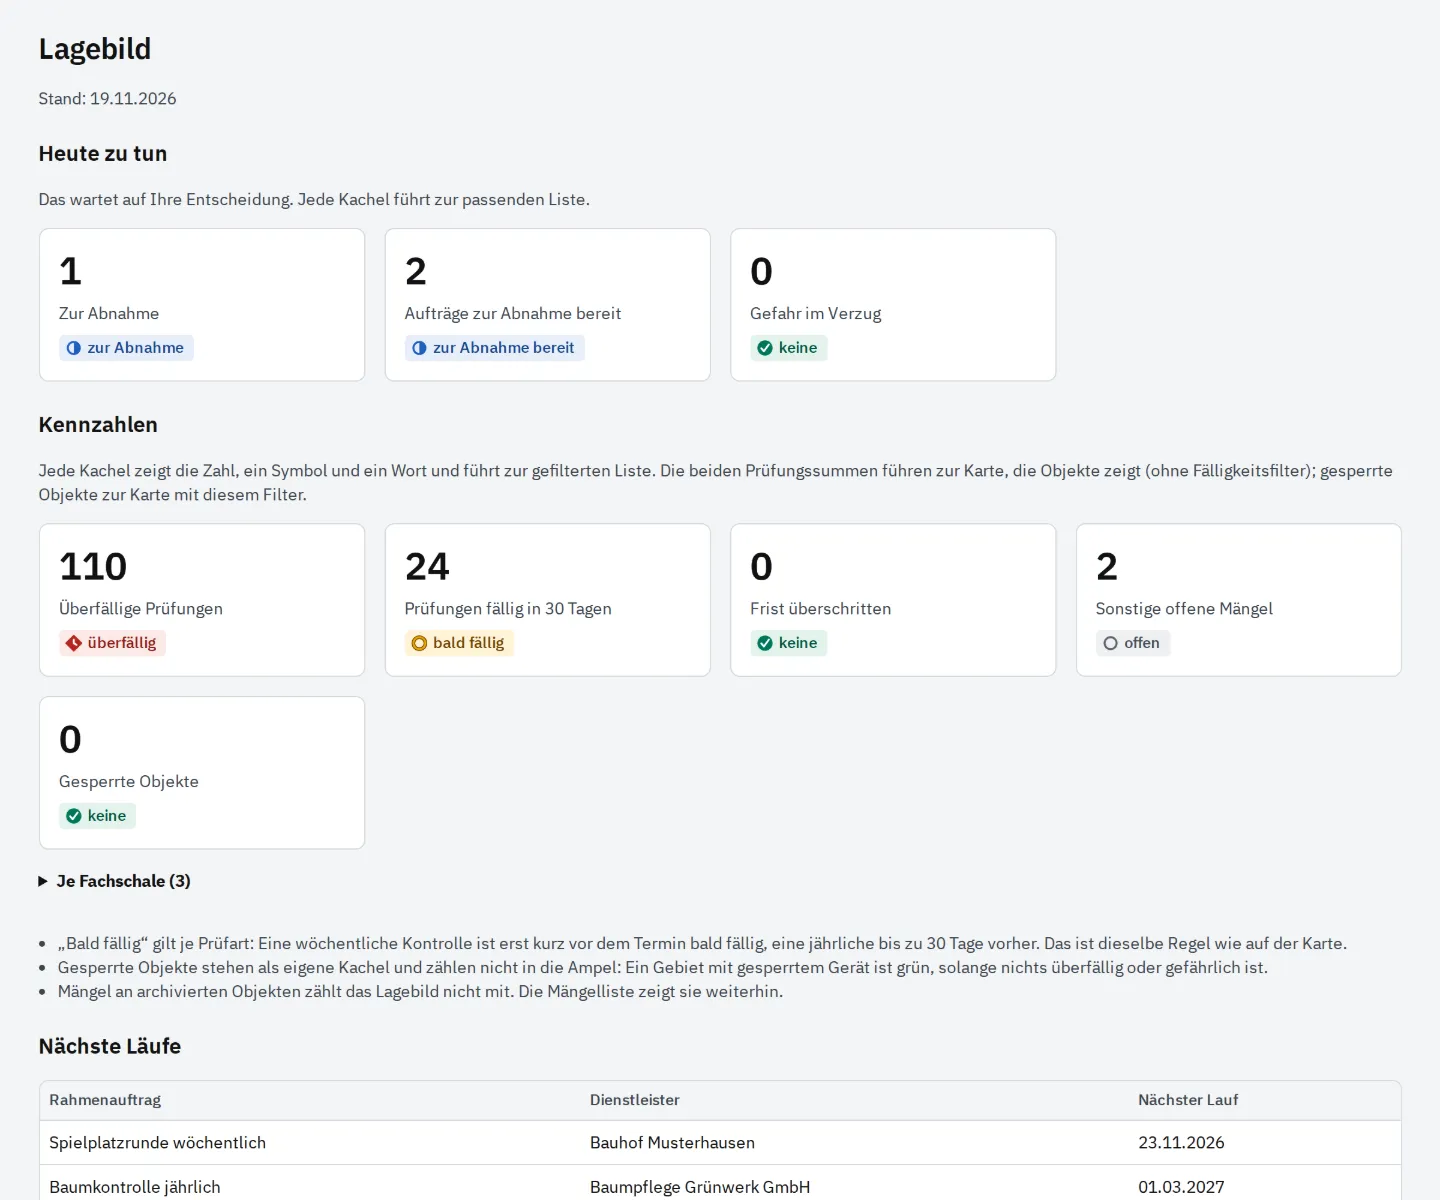 Lagebild
Stand: 19.11.2026
Heute zu tun
Das wartet auf Ihre Entscheidung. Jede Kachel führt zur passenden Liste.
1
Zur Abnahme
zur Abnahme
2
Aufträge zur Abnahme bereit
zur Abnahme bereit
0
Gefahr im Verzug
keine
Kennzahlen
Jede Kachel zeigt die Zahl, ein Symbol und ein Wort und führt zur gefilterten Liste. Die beiden Prüfungssummen führen zur Karte, die Objekte zeigt (ohne Fälligkeitsfilter); gesperrte
Objekte zur Karte mit diesem Filter.
110
Überfällige Prüfungen
überfällig
24
Prüfungen fällig in 30 Tagen
bald fällig
0
Frist überschritten
keine
2
Sonstige offene Mängel
offen
0
Gesperrte Objekte
keine
Je Fachschale (3)
„Bald fällig“ gilt je Prüfart: Eine wöchentliche Kontrolle ist erst kurz vor dem Termin bald fällig, eine jährliche bis zu 30 Tage vorher. Das ist dieselbe Regel wie auf der Karte.
Gesperrte Objekte stehen als eigene Kachel und zählen nicht in die Ampel: Ein Gebiet mit gesperrtem Gerät ist grün, solange nichts überfällig oder gefährlich ist.
Mängel an archivierten Objekten zählt das Lagebild nicht mit. Die Mängelliste zeigt sie weiterhin.
Nächste Läufe
Rahmenauftrag Dienstleister Nächster Lauf
Spielplatzrunde wöchentlich Bauhof Musterhausen 23.11.2026
Baumkontrolle jährlich Baumpflege Grünwerk GmbH 01.03.2027